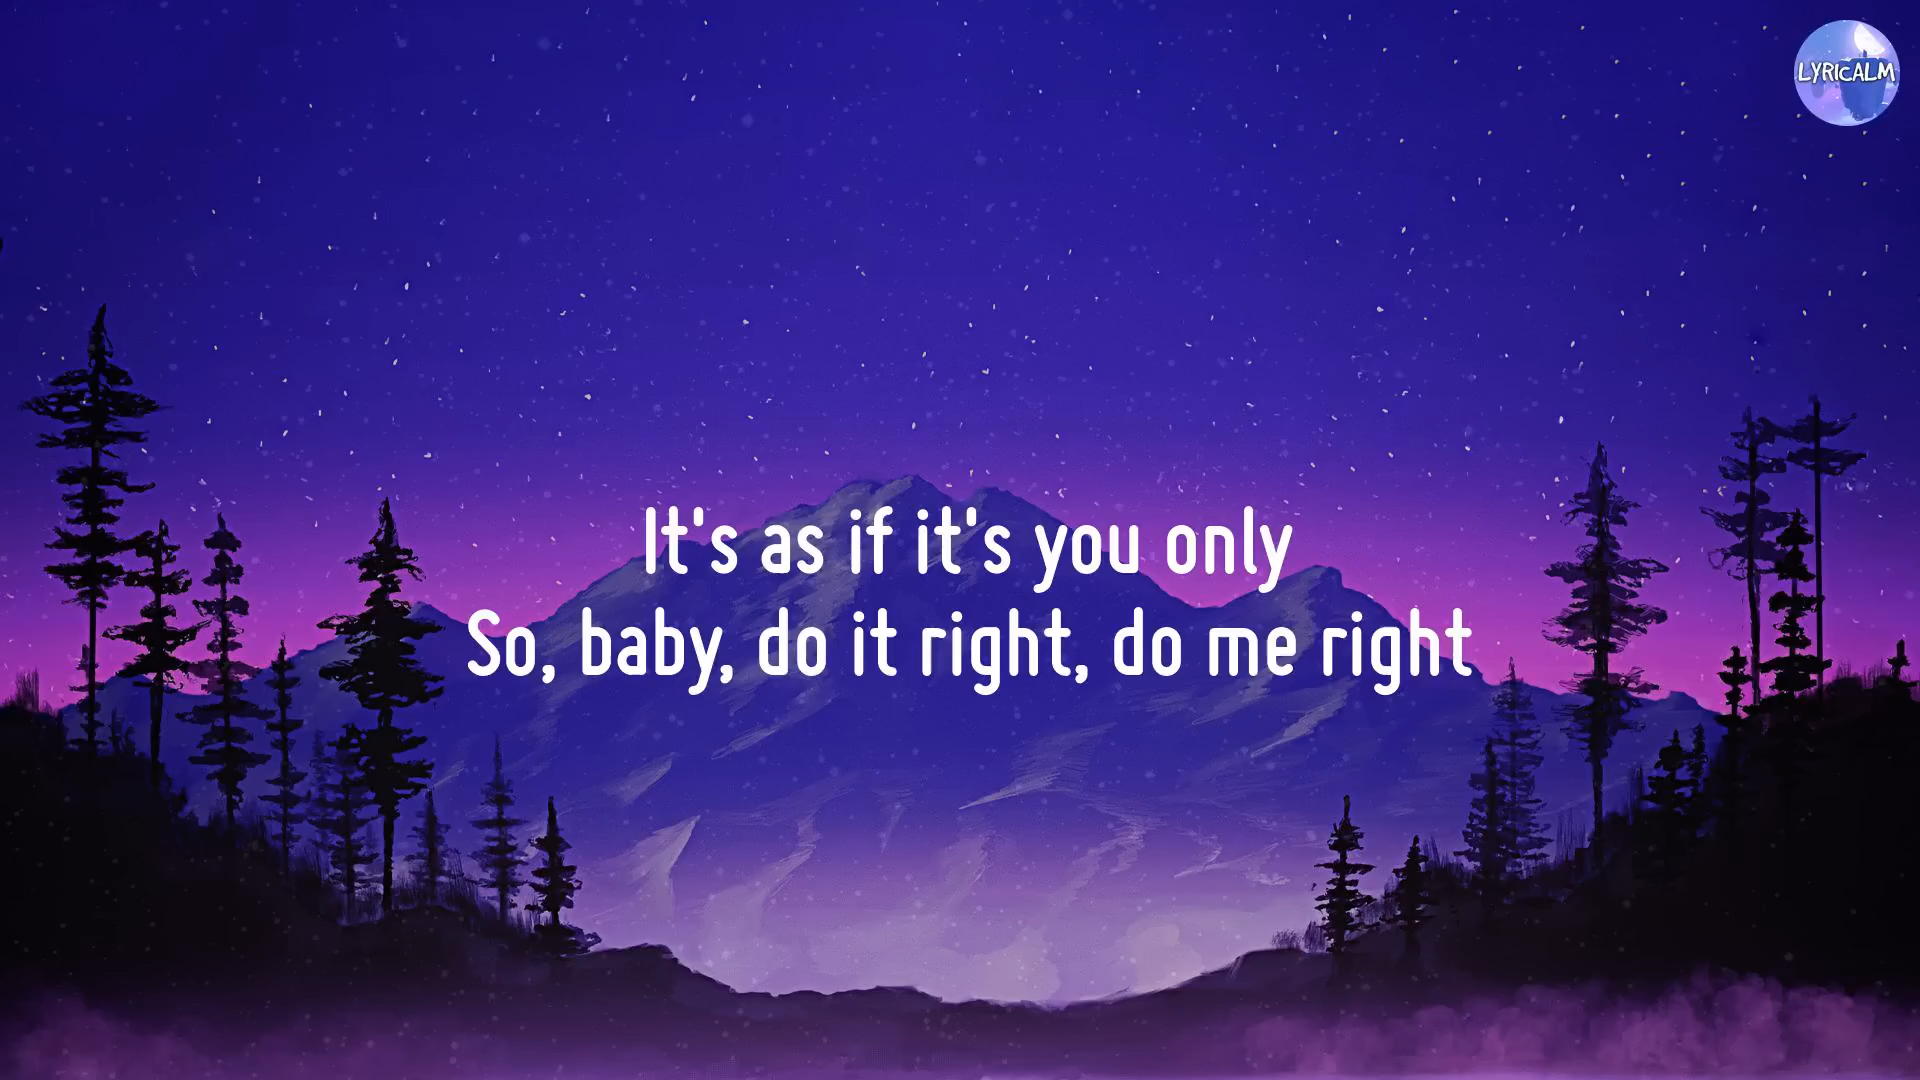 LYRICALM
It's as if it's you only
So, baby, do it right, do me right